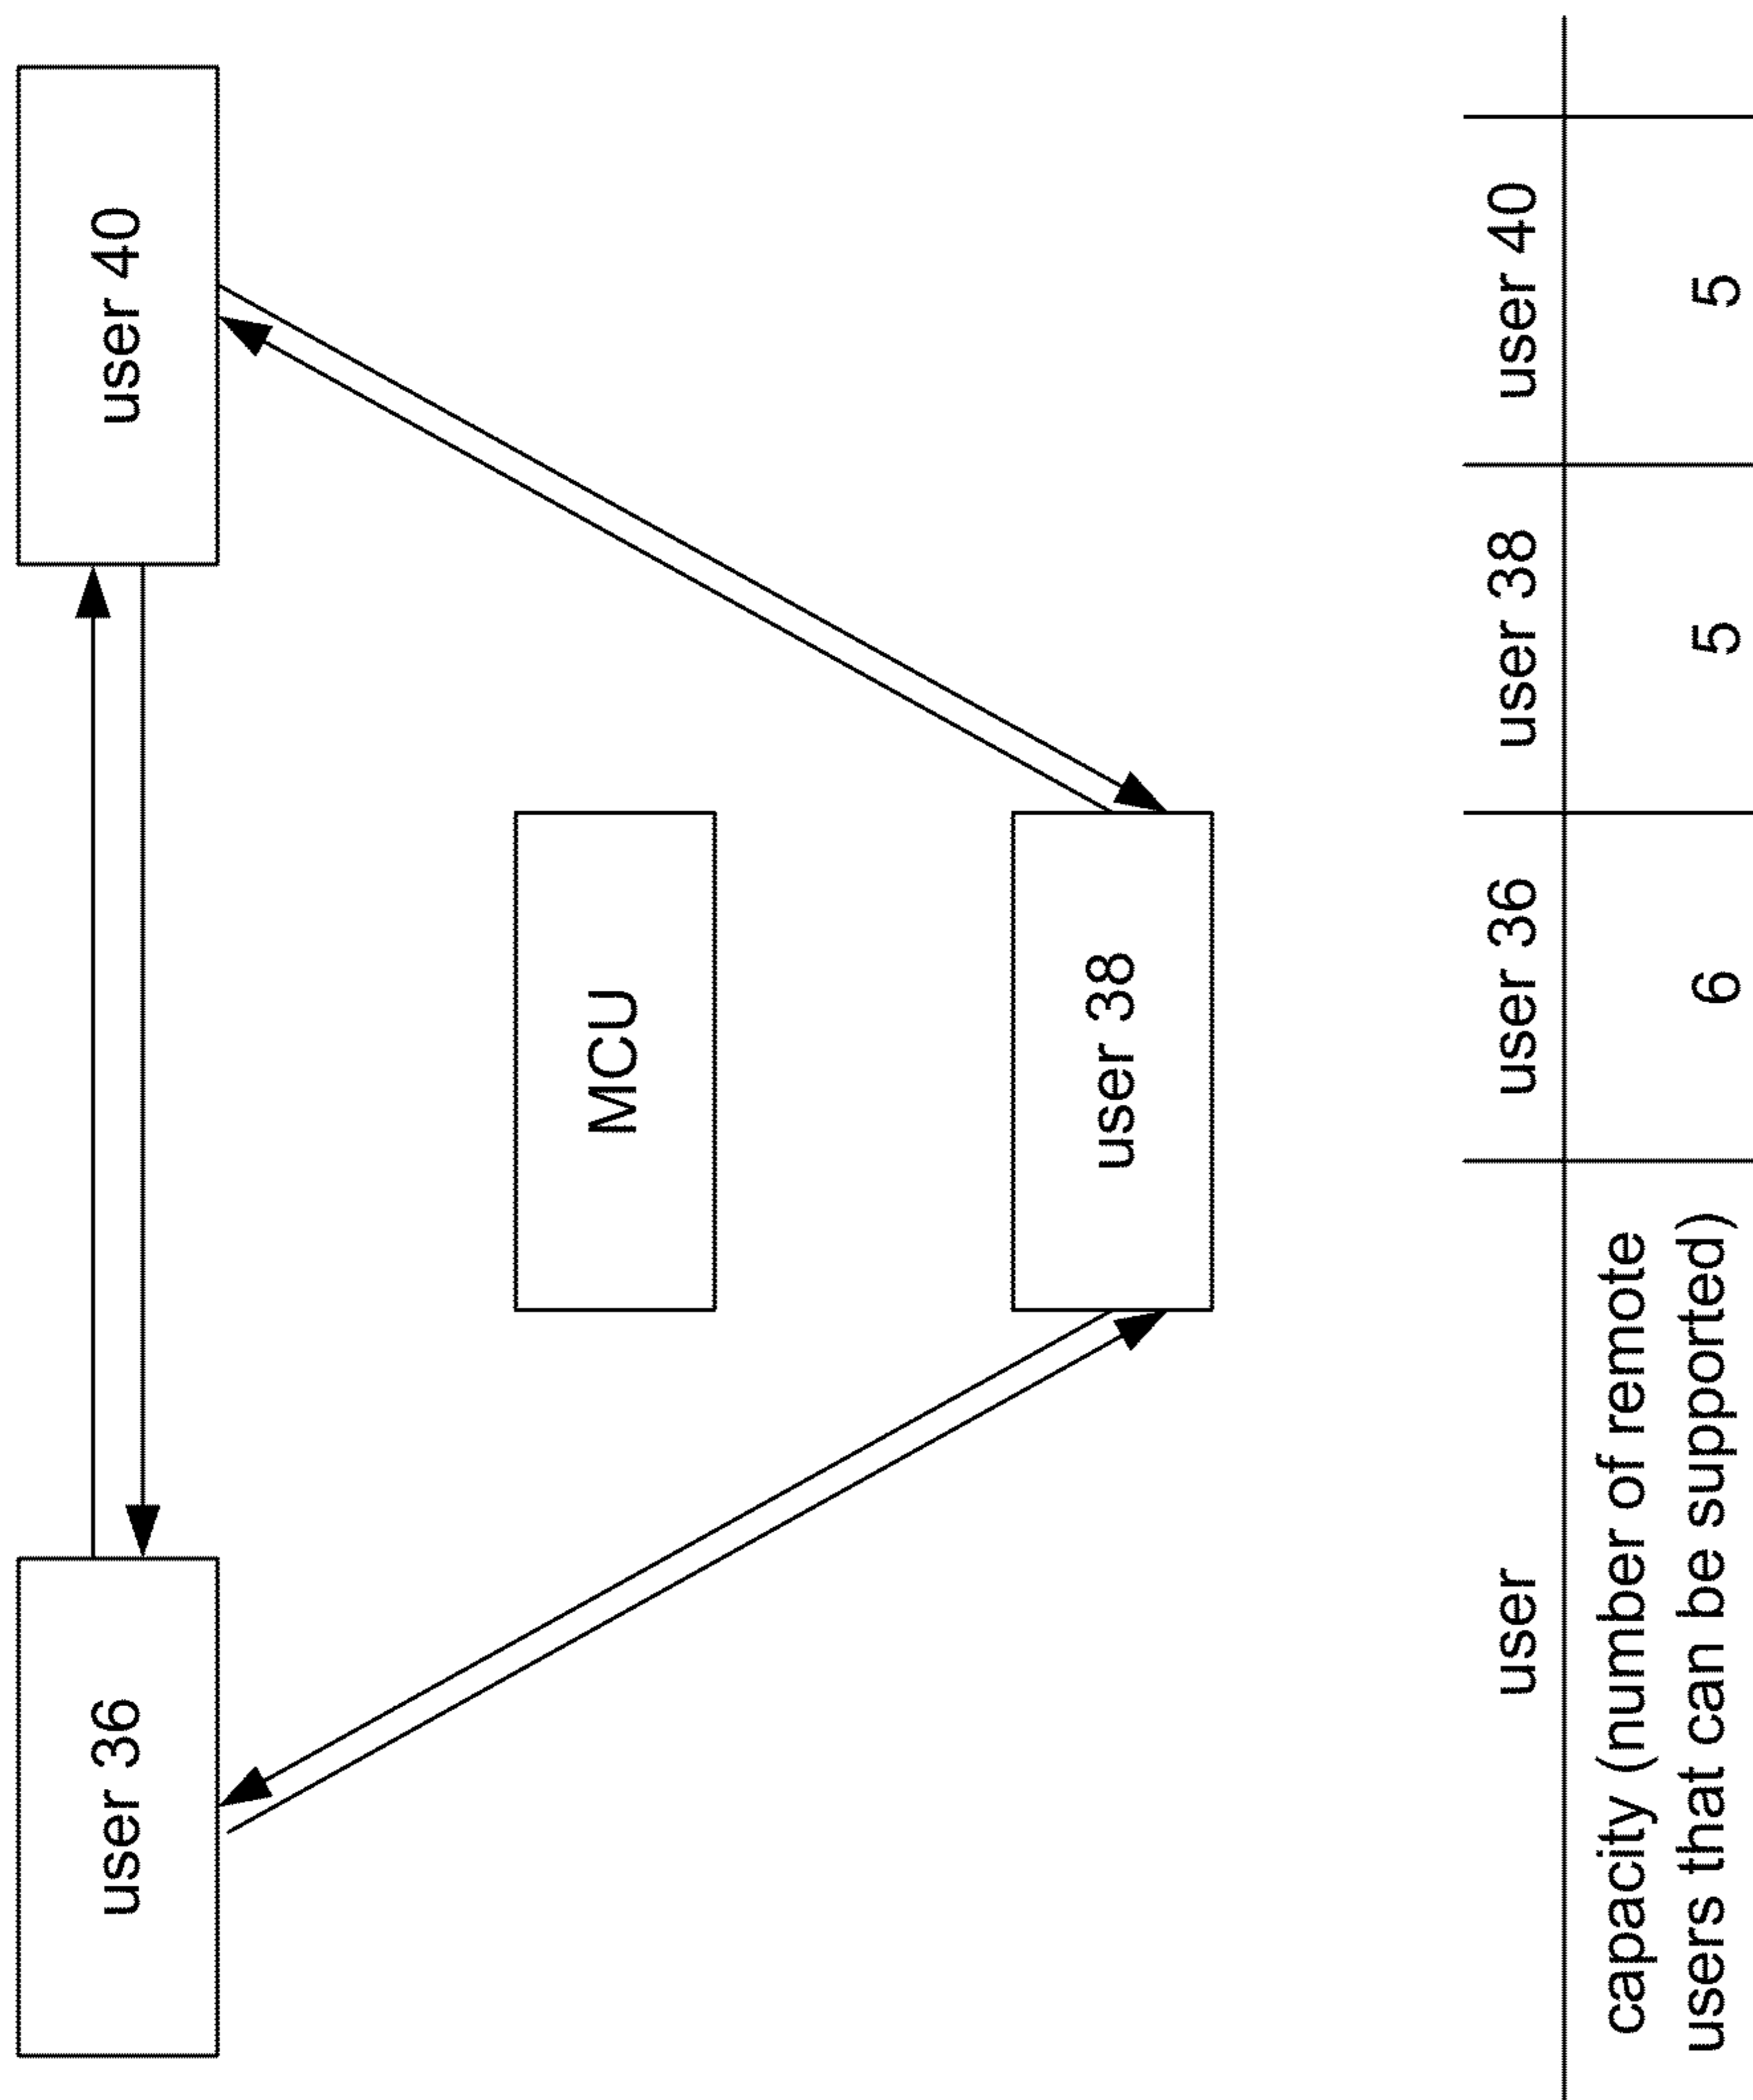 user 36
user 40
MCU
user 38
user user 36 user 38 user 40
capacity (number of remote
users that can be supported) 6 5 5